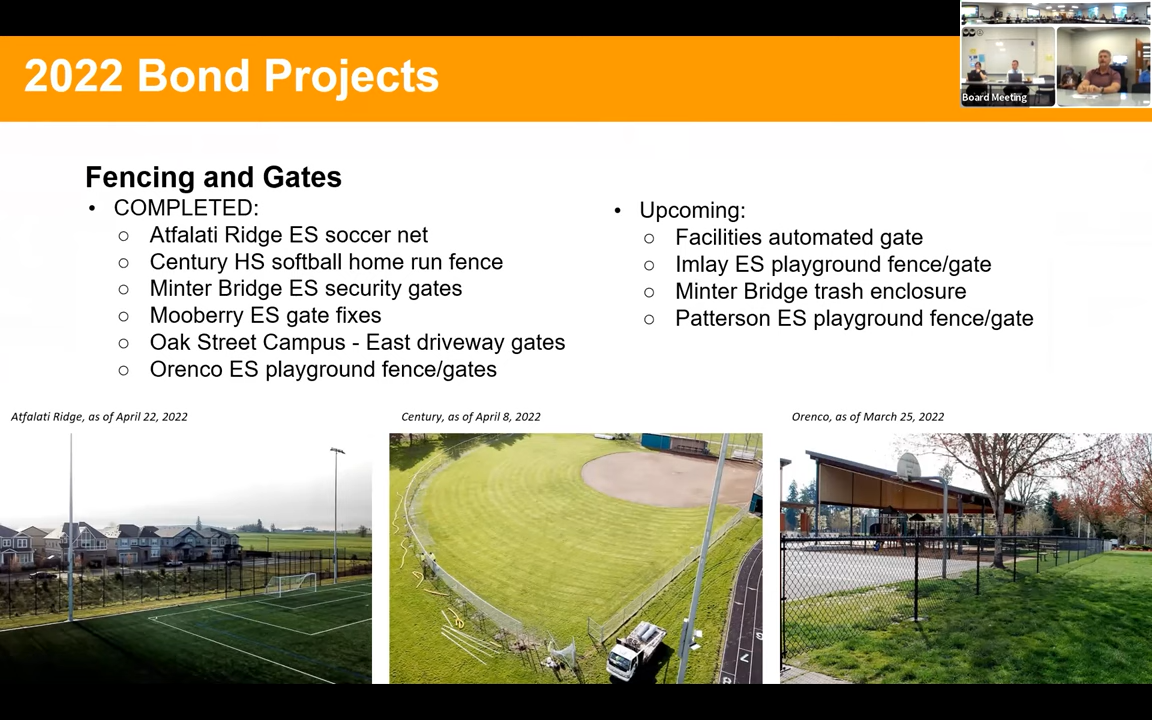 2022 Bond Projects
Board Meeting
Fencing and Gates
• COMPLETED:
○ Atfalati Ridge ES soccer net
○ Century HS softball home run fence
○ Minter Bridge ES security gates
○ Mooberry ES gate fixes
○ Oak Street Campus - East driveway gates
○ Orenco ES playground fence/gates
• Upcoming:
○ Facilities automated gate
○ Imlay ES playground fence/gate
○ Minter Bridge trash enclosure
○ Patterson ES playground fence/gate
Atfalati Ridge, as of April 22, 2022
Century, as of April 8, 2022
Orenco, as of March 25, 2022